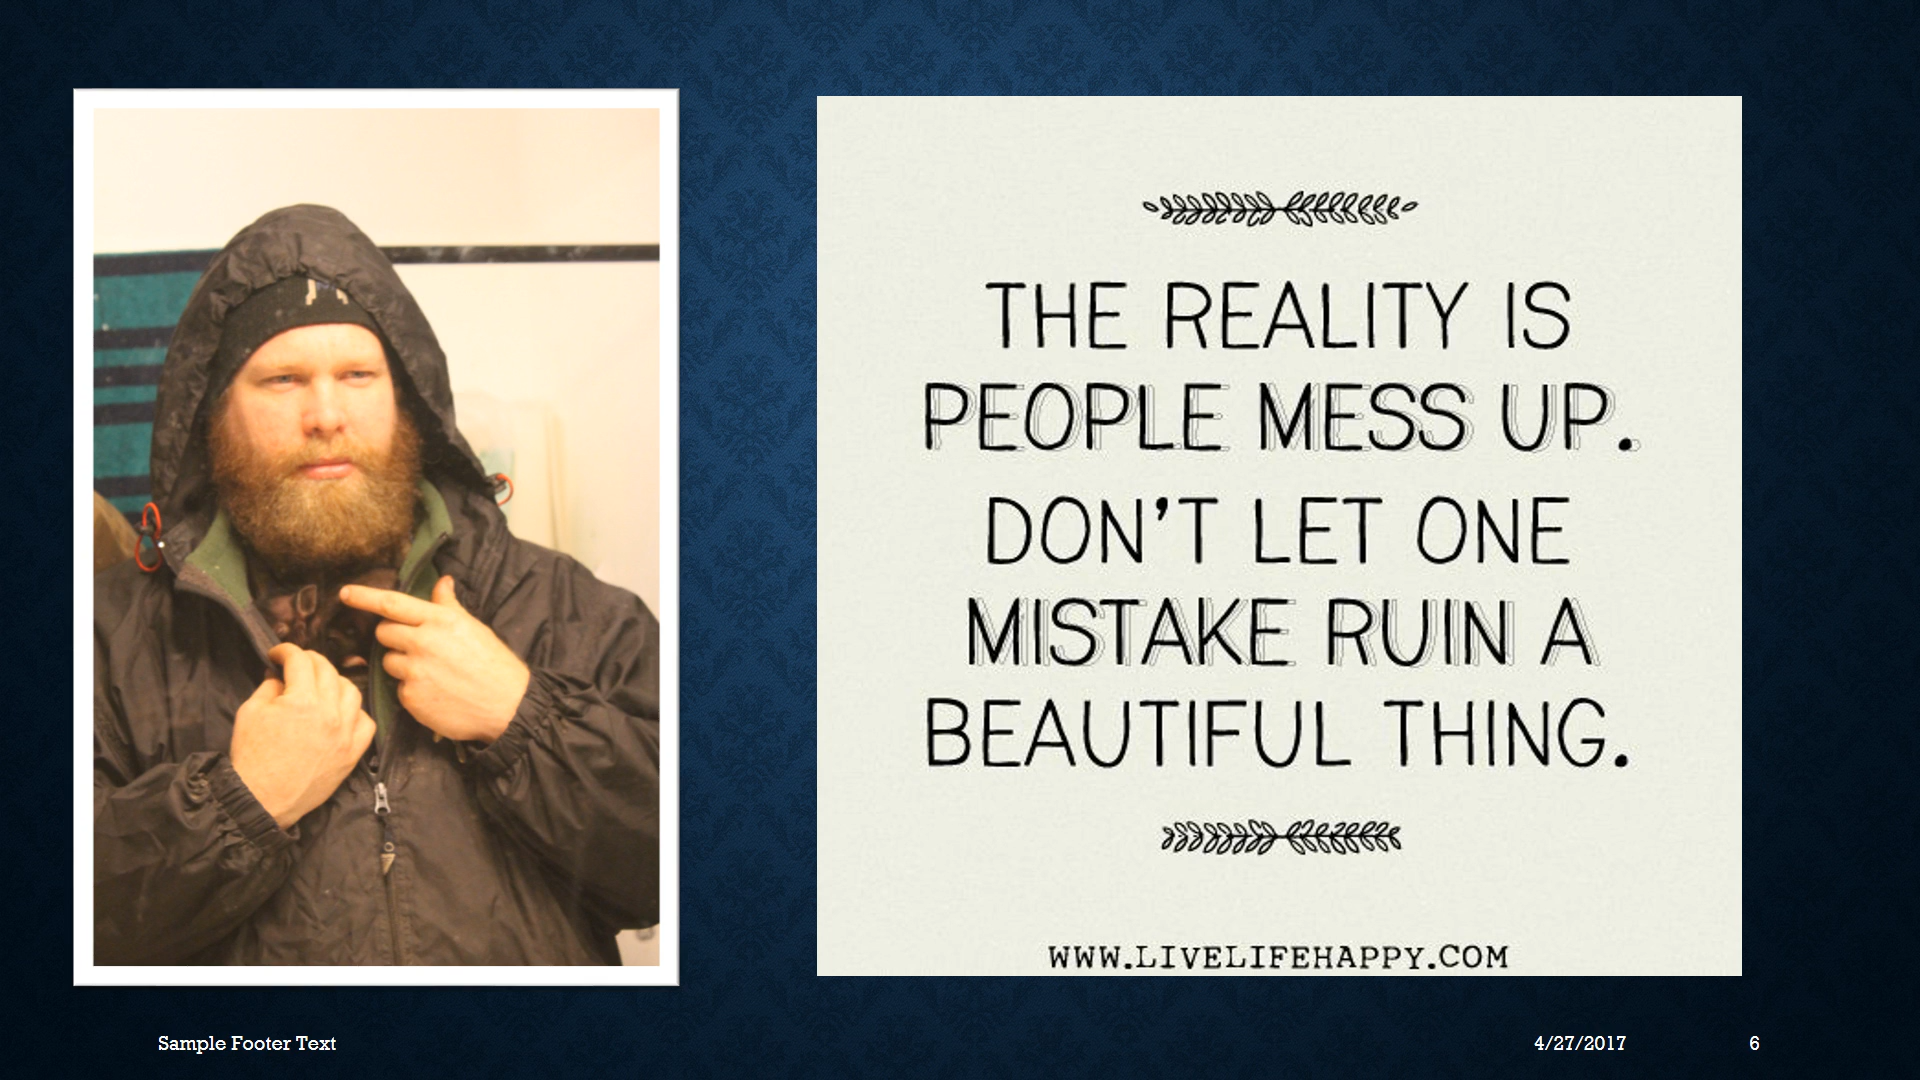 THE REALITY IS
PEOPLE MESS UP.
DON'T LET ONE
MISTAKE RUIN A
BEAUTIFUL THING.
WWW.LIVELIFEHAPPY.COM
Sample Footer Text
4/27/2017
6